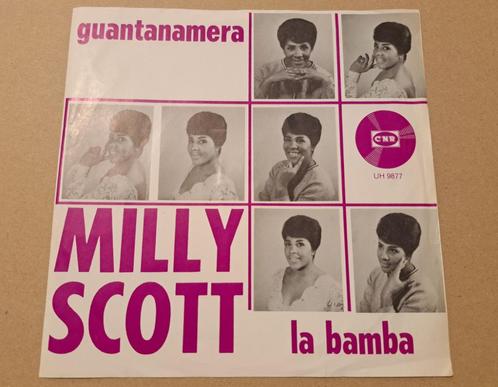 guantanamera
CNR
UH 9877
MILLY
SCOTT
la bamba